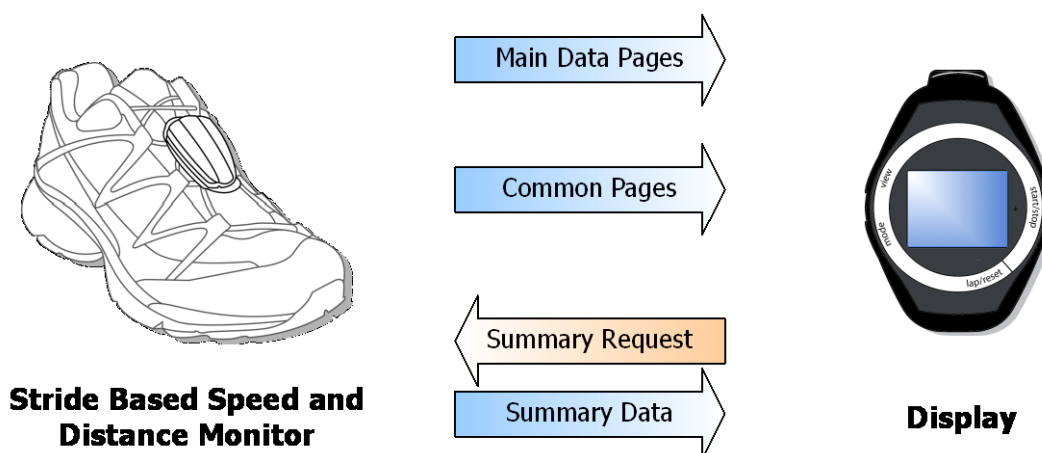 Main Data Pages
Common Pages
view
start/stop
mode
lap/reset
Summary Request
Summary Data
Stride Based Speed and
Distance Monitor
Display